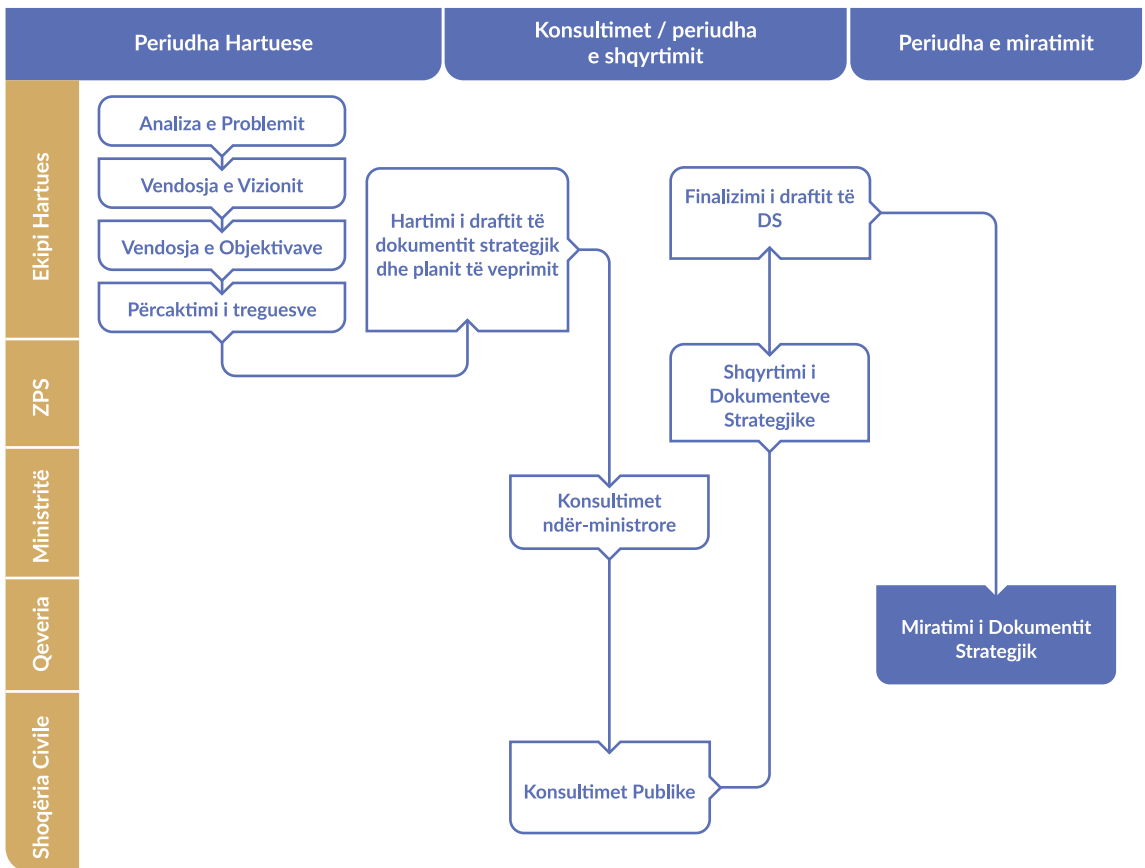 Periudha Hartuese
Konsultimet / periudha
e shqyrtimit
Periudha e miratimit
Ekipi Hartues
Analiza e Problemit
Vendosja e Vizionit
Vendosja e Objektivave
Përcaktimi i treguesve
Hartimi i draftit të
dokumentit strategjik
dhe planit të veprimit
Finalizimi i draftit të
DS
ZPS
Shqyrtimi i
Dokumenteve
Strategjike
Ministritë
Konsultimet
ndër-ministrore
Qeveria
Miratimi i Dokumentit
Strategjik
Shoqëria Civile
Konsultimet Publike